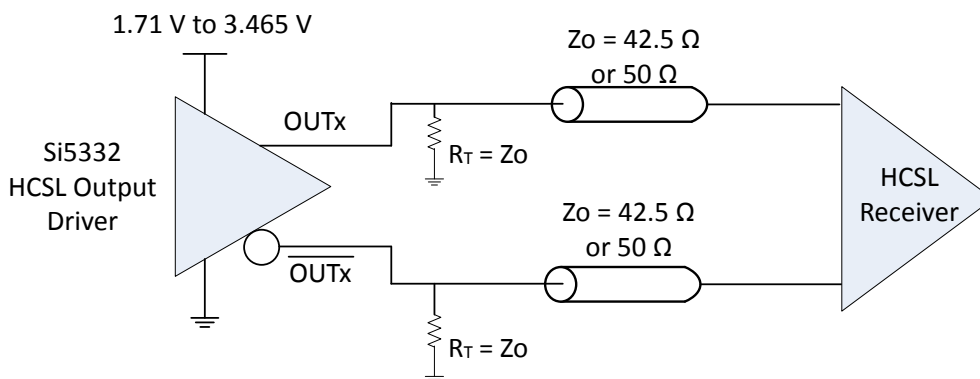 1.71 V to 3.465 V
Zo = 42.5 Ω
or 50 Ω
OUTx
RT = Zo
Si5332
HCSL Output
Driver
HCSL
Receiver
Zo = 42.5 Ω
or 50 Ω
OUTx
RT = Zo